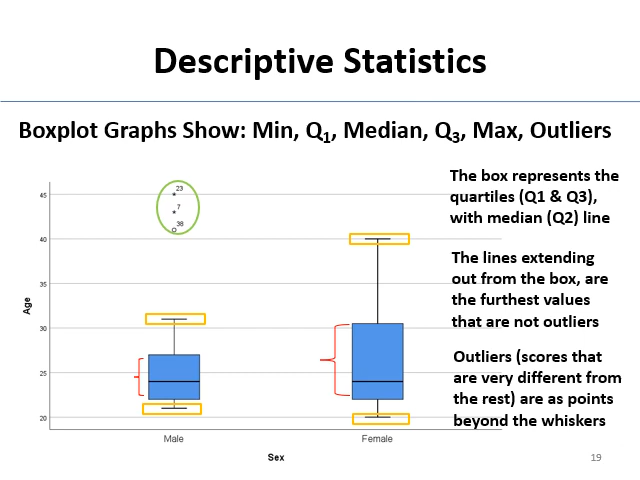 Descriptive Statistics
Boxplot Graphs Show: Min, Q1, Median, Q3, Max, Outliers
The box represents the
quartiles (Q1 & Q3),
with median (Q2) line
The lines extending
out from the box, are
the furthest values
that are not outliers
Outliers (scores that
are very different from
the rest) are as points
beyond the whiskers
45
40
35
30
25
20
Age
23
7
38
Male
Female
Sex
19